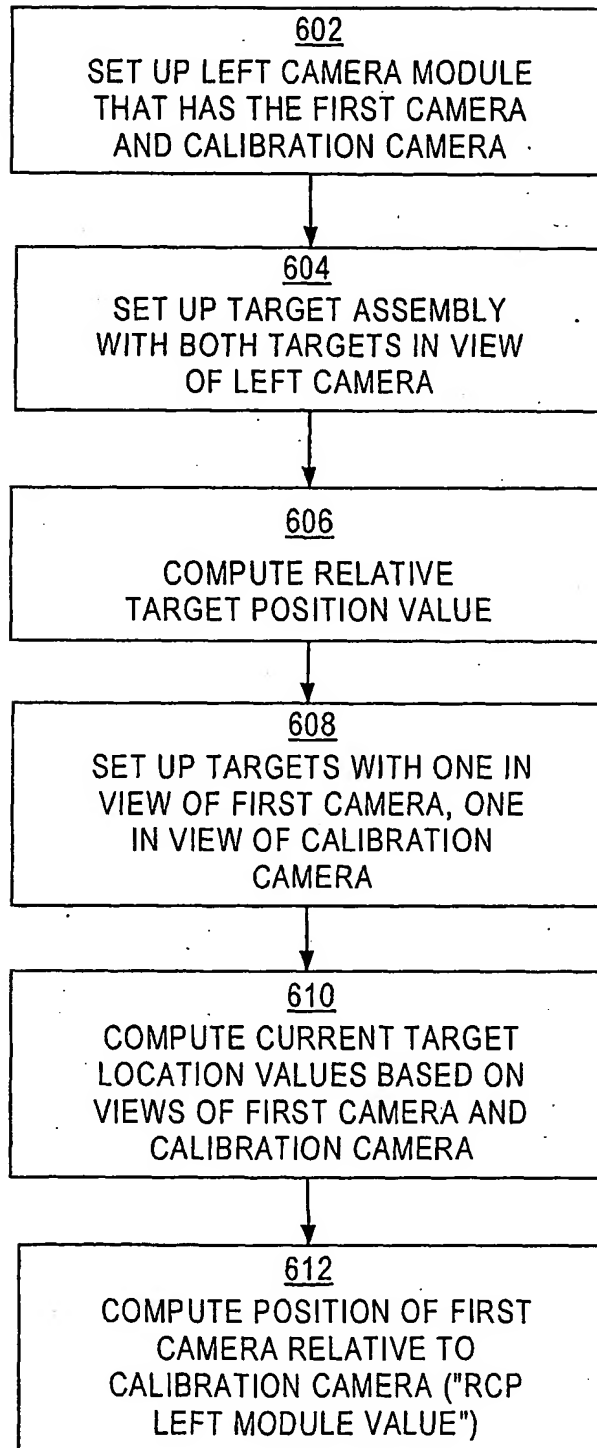 602
SET UP LEFT CAMERA MODULE
THAT HAS THE FIRST CAMERA
AND CALIBRATION CAMERA
604
SET UP TARGET ASSEMBLY
WITH BOTH TARGETS IN VIEW
OF LEFT CAMERA
606
COMPUTE RELATIVE
TARGET POSITION VALUE
608
SET UP TARGETS WITH ONE IN
VIEW OF FIRST CAMERA, ONE
IN VIEW OF CALIBRATION
CAMERA
610
COMPUTE CURRENT TARGET
LOCATION VALUES BASED ON
VIEWS OF FIRST CAMERA AND
CALIBRATION CAMERA
612
COMPUTE POSITION OF FIRST
CAMERA RELATIVE TO
CALIBRATION CAMERA ("RCP
LEFT MODULE VALUE")